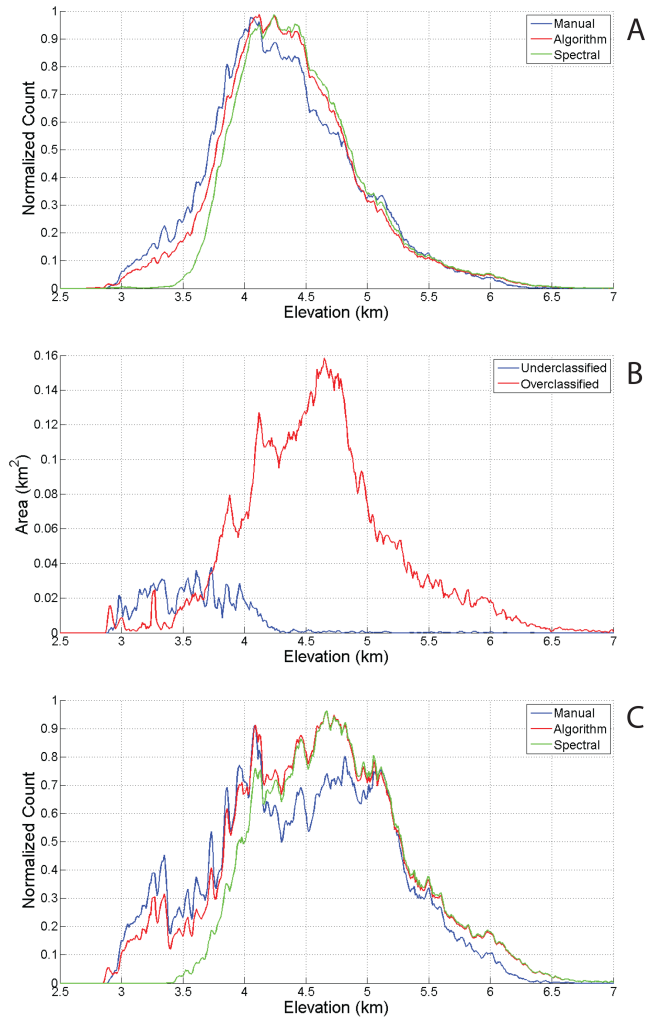 A
Normalized Count
1
0.9
0.8
0.7
0.6
0.5
0.4
0.3
0.2
0.1
0
Manual
Algorithm
Spectral
2.5 3 3.5 4 4.5 5 5.5 6 6.5 7
Elevation (km)
B
Area (km²)
0.16
0.14
0.12
0.1
0.08
0.06
0.04
0.02
0
Underclassified
Overclassified
2.5 3 3.5 4 4.5 5 5.5 6 6.5 7
Elevation (km)
C
Normalized Count
1
0.9
0.8
0.7
0.6
0.5
0.4
0.3
0.2
0.1
0
Manual
Algorithm
Spectral
2.5 3 3.5 4 4.5 5 5.5 6 6.5 7
Elevation (km)